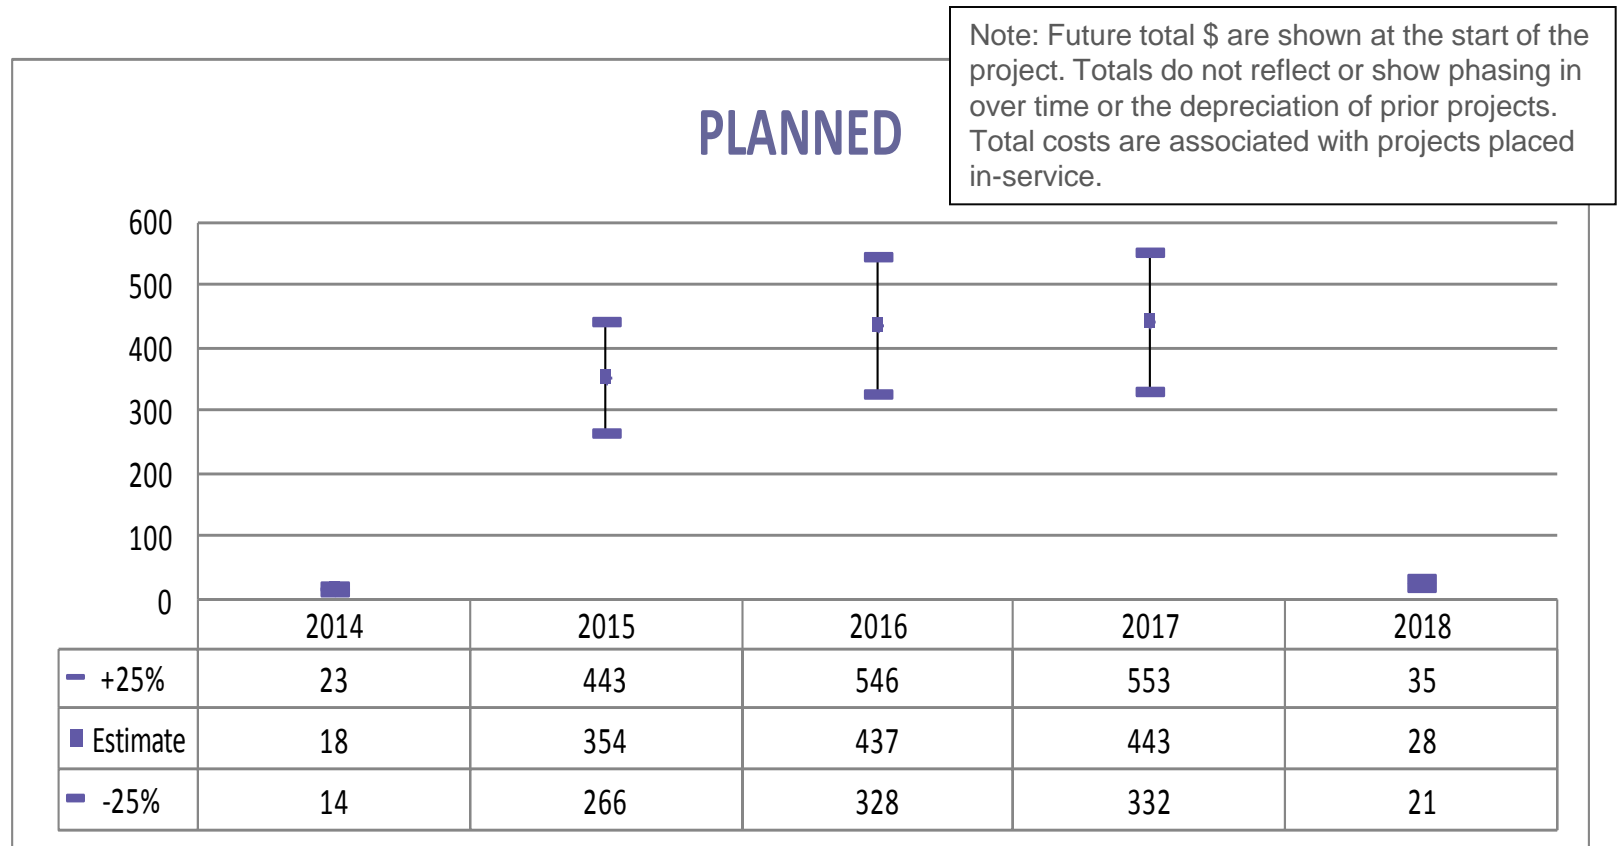 Note: Future total $ are shown at the start of the
project. Totals do not reflect or show phasing in
over time or the depreciation of prior projects.
Total costs are associated with projects placed
in-service.
PLANNED
600
500
400
300
200
100
0
2014 2015 2016 2017 2018
+25% 23 443 546 553 35
Estimate 18 354 437 443 28
-25% 14 266 328 332 21